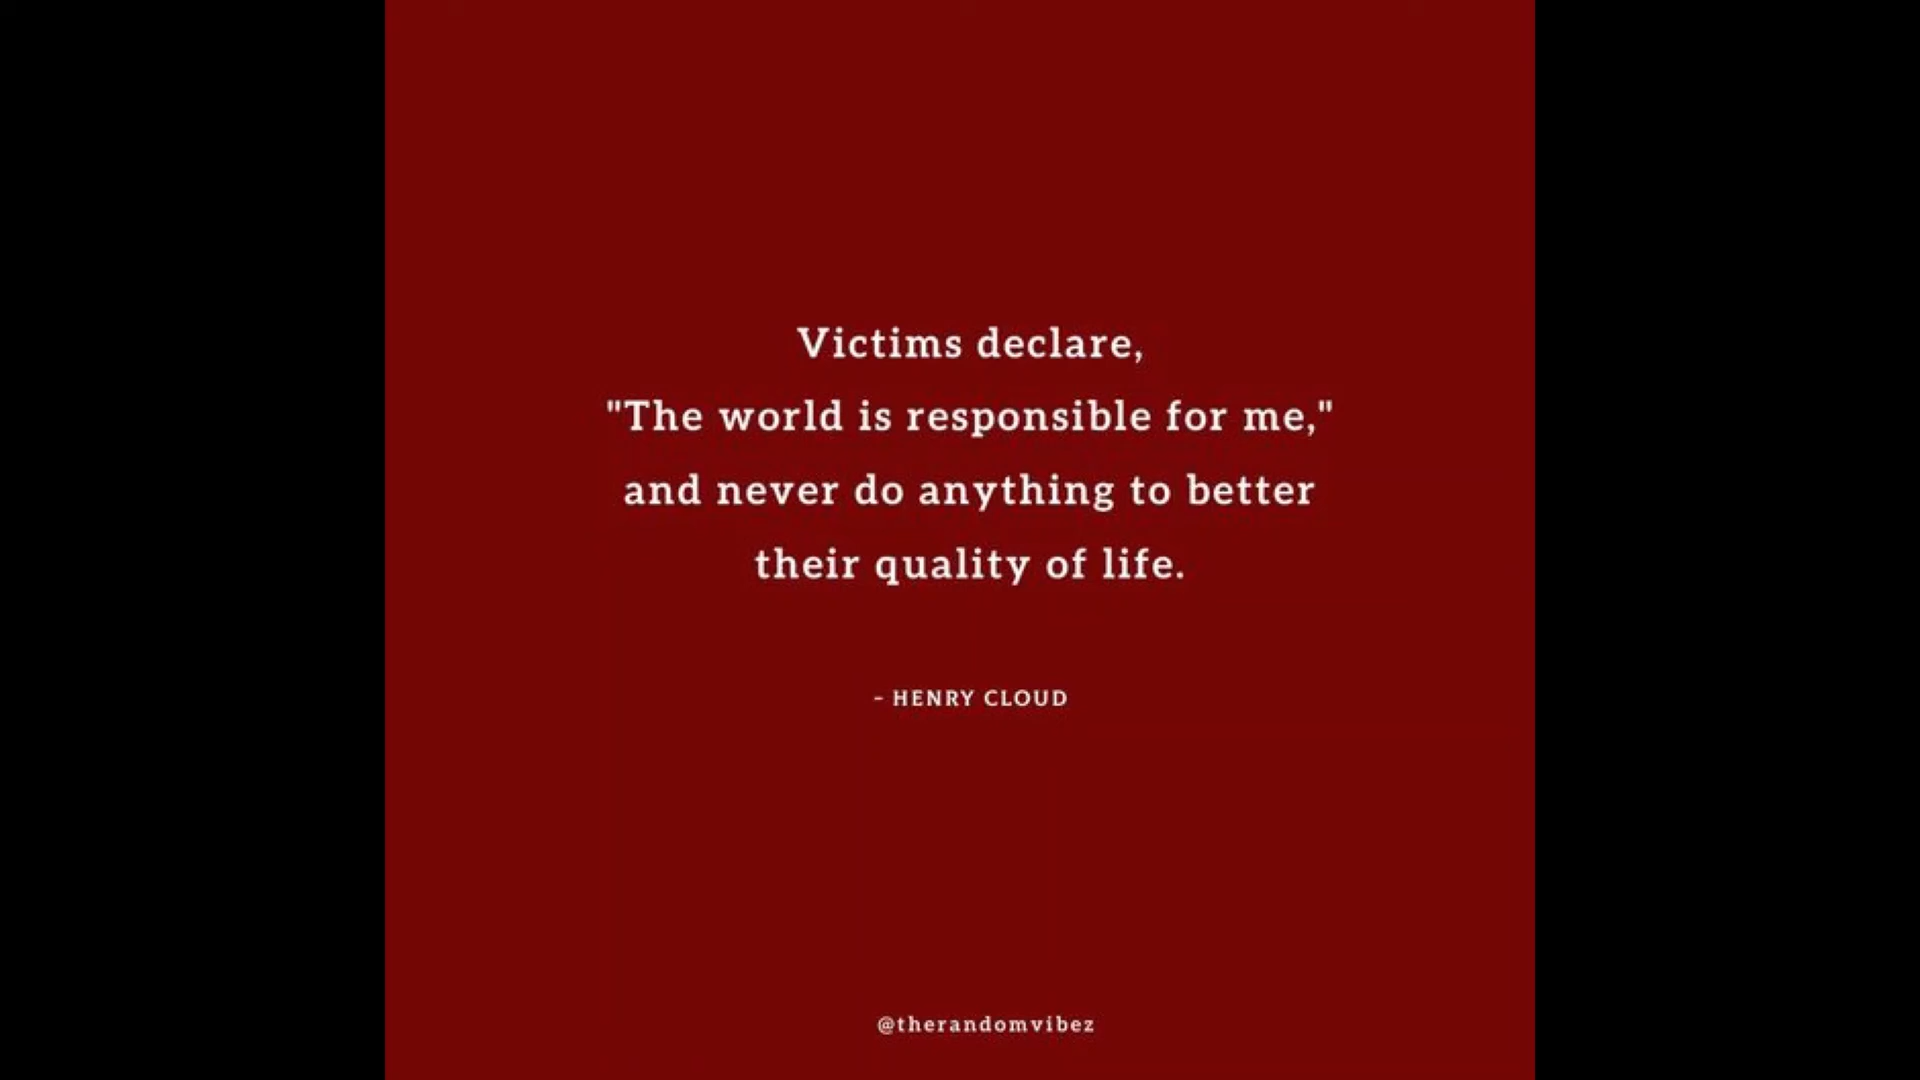 Victims declare,
"The world is responsible for me,"
and never do anything to better
their quality of life.
- HENRY CLOUD
@therandomvibez